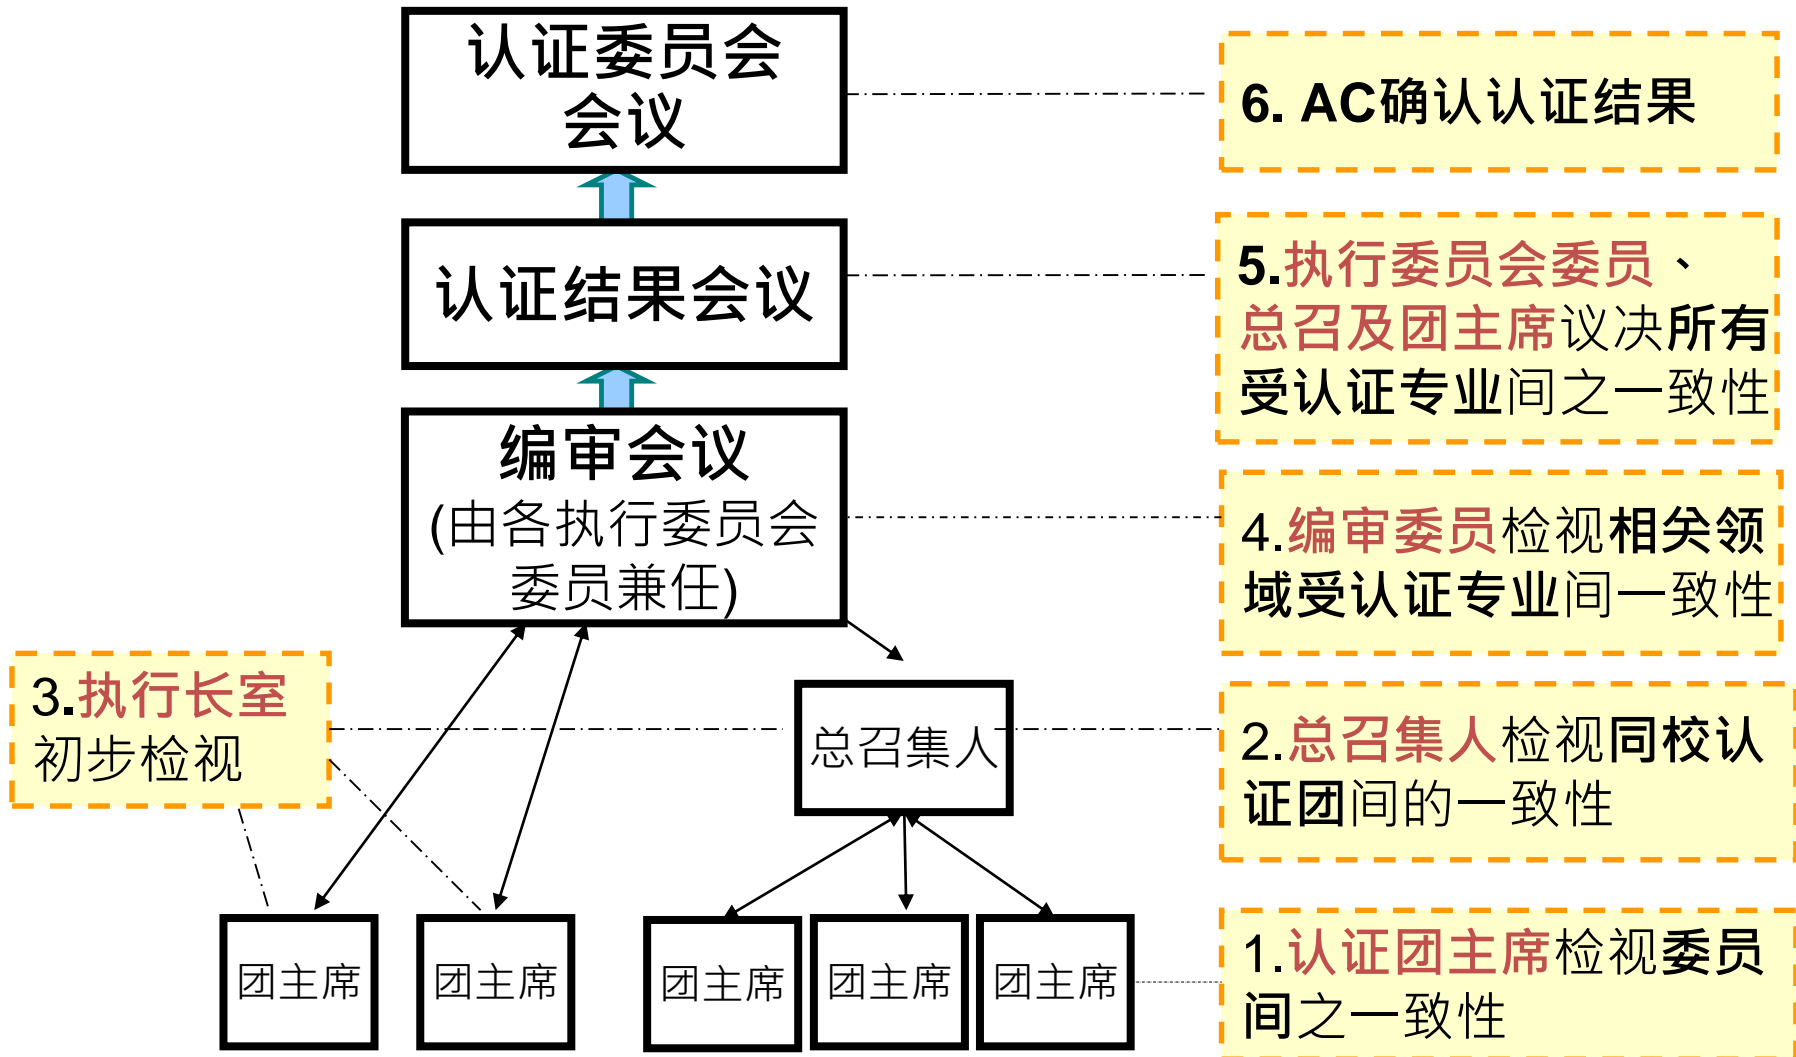 认证委员会
会议
6. AC确认认证结果
认证结果会议
5.执行委员会委员、
总召及团主席议决所有
受认证专业间之一致性
编审会议
(由各执行委员会
委员兼任)
4.编审委员检视相关领
域受认证专业间一致性
3.执行长室
初步检视
总召集人
2.总召集人检视同校认
证团间的一致性
团主席
团主席
团主席
团主席
团主席
1.认证团主席检视委员
间之一致性